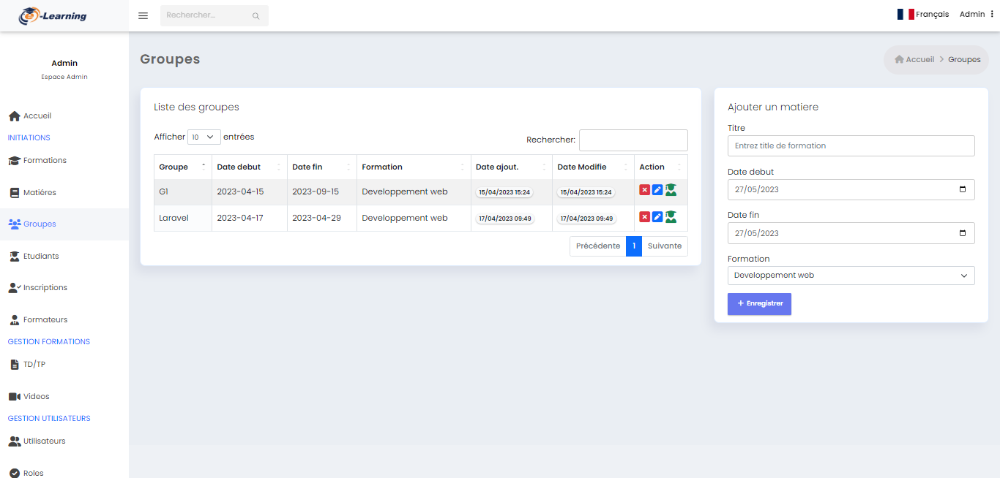 e-Learning
Rechercher...
Français
Admin
Admin
Espace Admin
Accueil
INITIATIONS
Formations
Matiéres
Groupes
Etudiants
Inscriptions
Formateurs
GESTION FORMATIONS
TD/TP
Videos
GESTION UTILISATEURS
Utilisateurs
Roles
Groupes
Accueil > Groupes
Liste des groupes
Afficher 10 entrées
Rechercher:
Groupe Date debut Date fin Formation Date ajout. Date Modifie Action
G1 2023-04-15 2023-09-15 Developpement web 15/04/2023 15:24 15/04/2023 15:24
Laravel 2023-04-17 2023-04-29 Developpement web 17/04/2023 09:49 17/04/2023 09:49
Précédente 1 Suivante
Ajouter un matiere
Titre
Entrez title de formation
Date debut
27/05/2023
Date fin
27/05/2023
Formation
Developpement web
+ Enregistrer